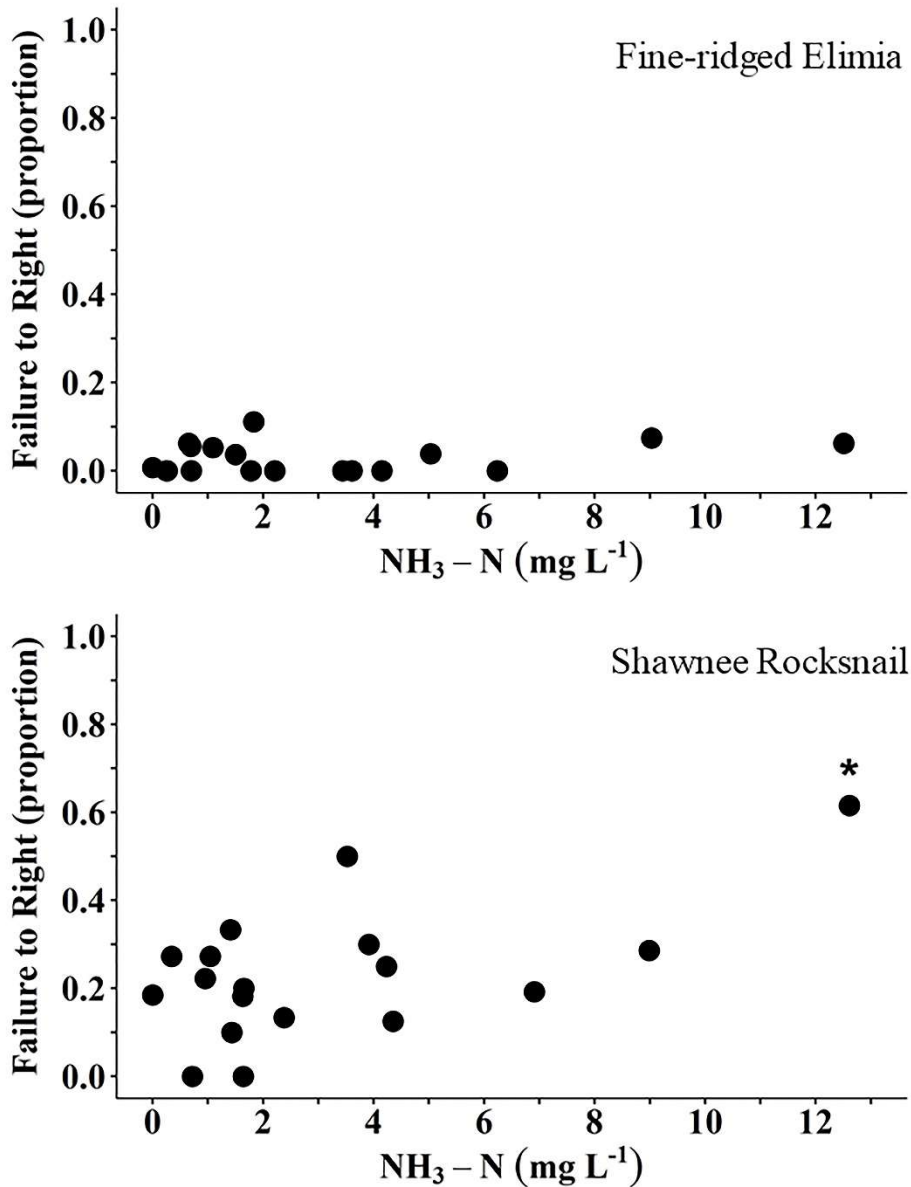 Fine-ridged Elimia
Failure to Right (proportion)
1.0
0.8
0.6
0.4
0.2
0.0
0 2 4 6 8 10 12
NH₃ – N (mg L⁻¹)
Shawnee Rocksnail
Failure to Right (proportion)
1.0
0.8
0.6
0.4
0.2
0.0
*
0 2 4 6 8 10 12
NH₃ – N (mg L⁻¹)